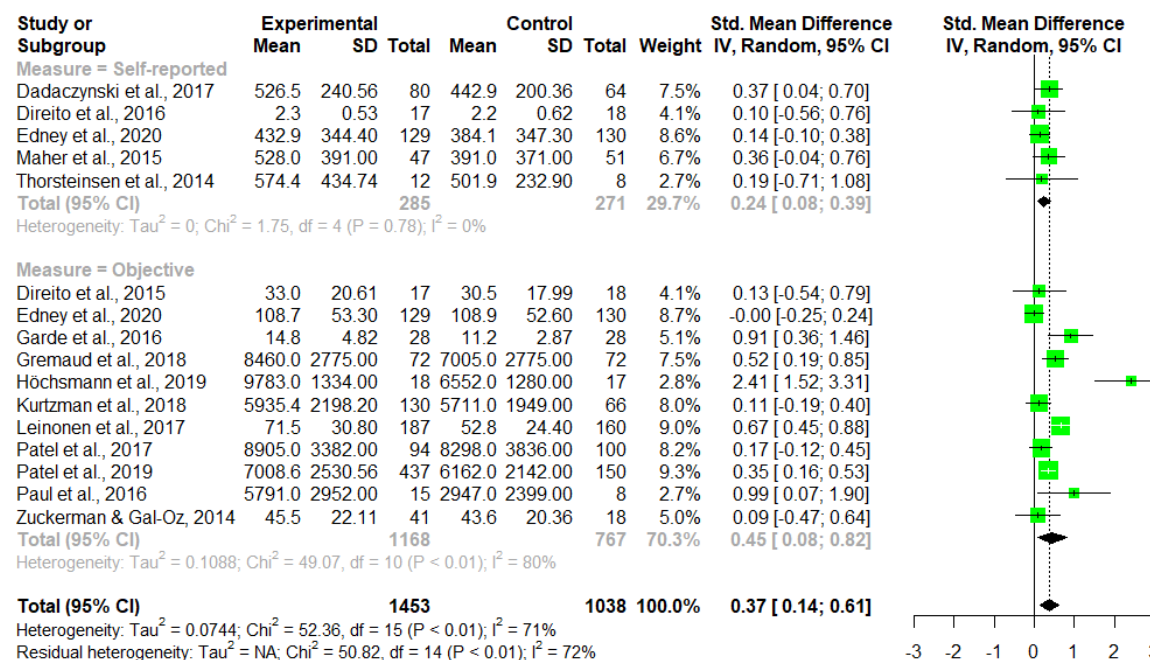 Study or Experimental Control Std. Mean Difference Std. Mean Difference
Subgroup Mean SD Total Mean SD Total Weight IV, Random, 95% CI IV, Random, 95% CI
Measure = Self-reported
Dadaczynski et al., 2017 526.5 240.56 80 442.9 200.36 64 7.5% 0.37 [ 0.04; 0.70]
Direito et al., 2016 2.3 0.53 17 2.2 0.62 18 4.1% 0.10 [-0.56; 0.76]
Edney et al., 2020 432.9 344.40 129 384.1 347.30 130 8.6% 0.14 [-0.10; 0.38]
Maher et al., 2015 528.0 391.00 47 391.0 371.00 51 6.7% 0.36 [-0.04; 0.76]
Thorsteinsen et al., 2014 574.4 434.74 12 501.9 232.90 8 2.7% 0.19 [-0.71; 1.08]
Total (95% CI) 285 271 29.7% 0.24 [ 0.08; 0.39]
Heterogeneity: Tau² = 0; Chi² = 1.75, df = 4 (P = 0.78); I² = 0%
Measure = Objective
Direito et al., 2015 33.0 20.61 17 30.5 17.99 18 4.1% 0.13 [-0.54; 0.79]
Edney et al., 2020 108.7 53.30 129 108.9 52.60 130 8.7% -0.00 [-0.25; 0.24]
Garde et al., 2016 14.8 4.82 28 11.2 2.87 28 5.1% 0.91 [ 0.36; 1.46]
Gremaud et al., 2018 8460.0 2775.00 72 7005.0 2775.00 72 7.5% 0.52 [ 0.19; 0.85]
Höchsmann et al., 2019 9783.0 1334.00 18 6552.0 1280.00 17 2.8% 2.41 [ 1.52; 3.31]
Kurtzman et al., 2018 5935.4 2198.20 130 5711.0 1949.00 66 8.0% 0.11 [-0.19; 0.40]
Leinonen et al., 2017 71.5 30.80 187 52.8 24.40 160 9.0% 0.67 [ 0.45; 0.88]
Patel et al., 2017 8905.0 3382.00 94 8298.0 3836.00 100 8.2% 0.17 [-0.12; 0.45]
Patel et al., 2019 7008.6 2530.56 437 6162.0 2142.00 150 9.3% 0.35 [ 0.16; 0.53]
Paul et al., 2016 5791.0 2952.00 15 2947.0 2399.00 8 2.7% 0.99 [ 0.07; 1.90]
Zuckerman & Gal-Oz, 2014 45.5 22.11 41 43.6 20.36 18 5.0% 0.09 [-0.47; 0.64]
Total (95% CI) 1168 767 70.3% 0.45 [ 0.08; 0.82]
Heterogeneity: Tau² = 0.1088; Chi² = 49.07, df = 10 (P < 0.01); I² = 80%
Total (95% CI) 1453 1038 100.0% 0.37 [ 0.14; 0.61]
Heterogeneity: Tau² = 0.0744; Chi² = 52.36, df = 15 (P < 0.01); I² = 71%
Residual heterogeneity: Tau² = NA; Chi² = 50.82, df = 14 (P < 0.01); I² = 72%
-3 -2 -1 0 1 2 3